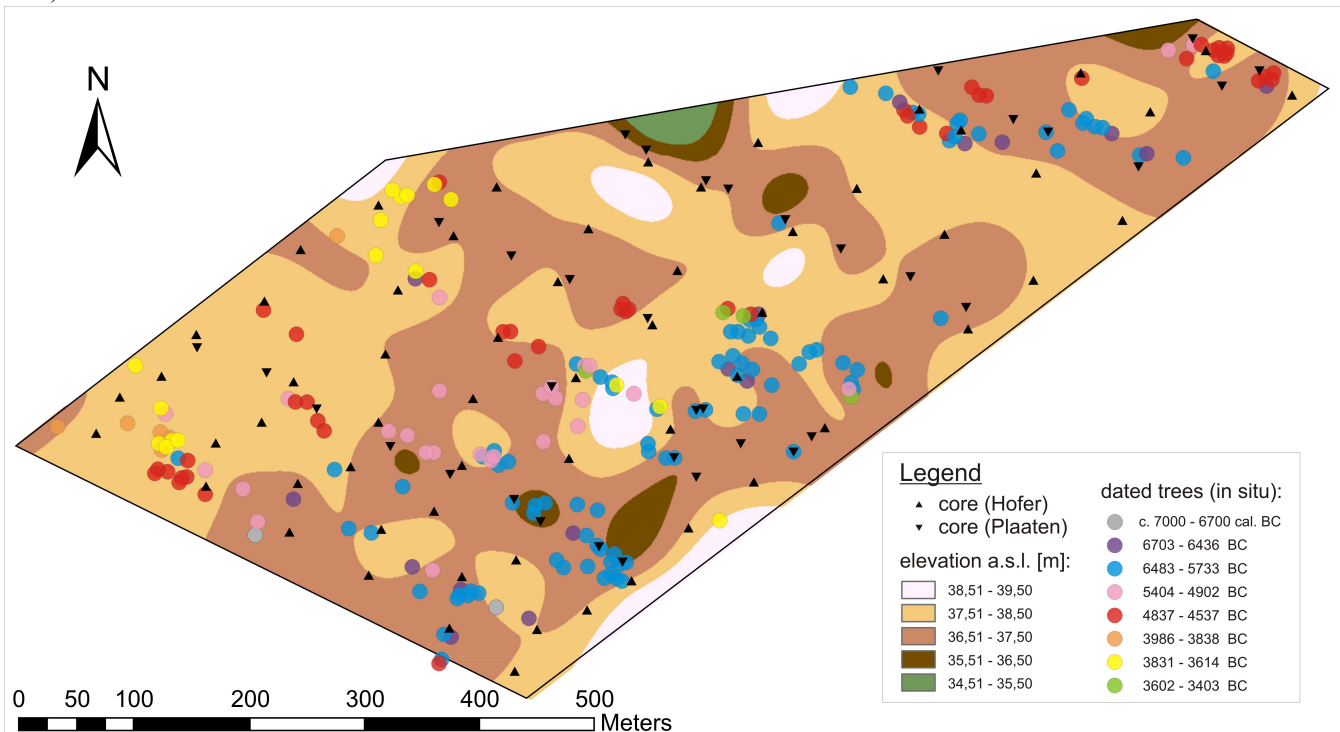 N
0 50 100 200 300 400 500
Meters
Legend
core (Hofer)
core (Plaaten)
elevation a.s.l. [m]:
38,51 - 39,50
37,51 - 38,50
36,51 - 37,50
35,51 - 36,50
34,51 - 35,50
dated trees (in situ):
c. 7000 - 6700 cal. BC
6703 - 6436 BC
6483 - 5733 BC
5404 - 4902 BC
4837 - 4537 BC
3986 - 3838 BC
3831 - 3614 BC
3602 - 3403 BC